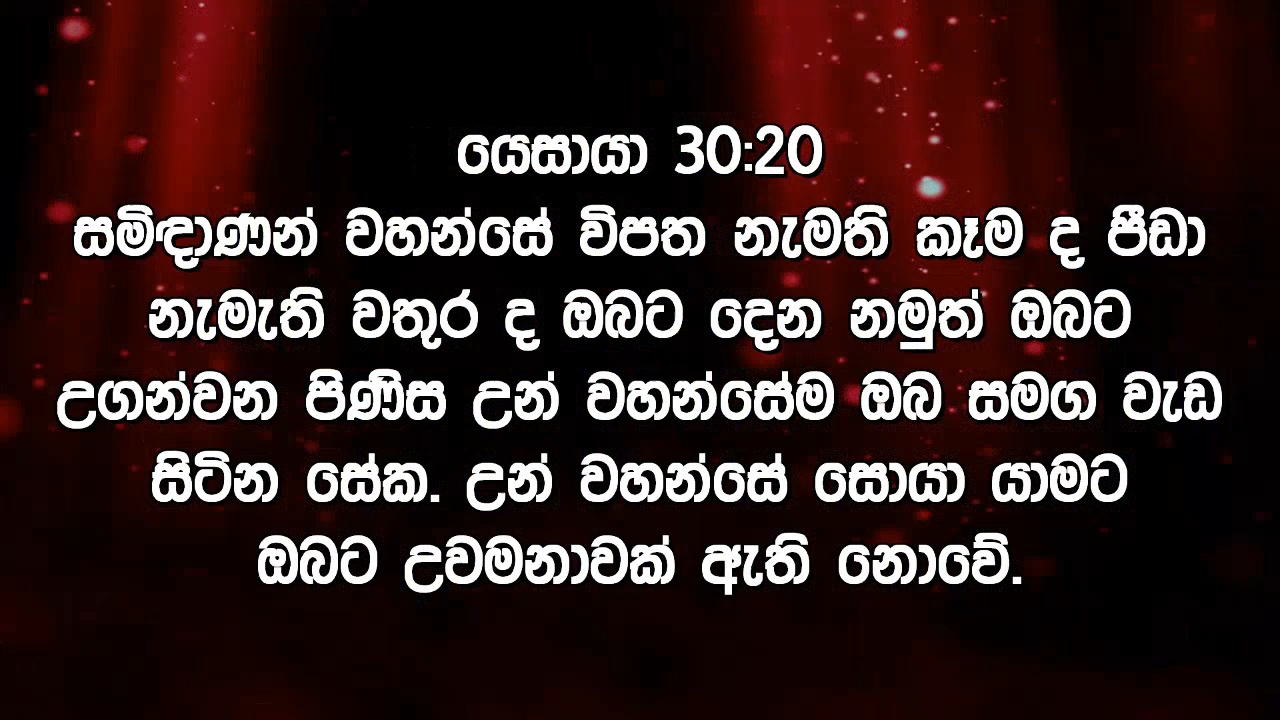 යෙසායා 30:20
සමිඳාණන් වහන්සේ විපත නැමති කෑම ද පීඩා
නැමැති වතුර ද ඔබට දෙන නමුත් ඔබට
උගන්වන පිණිස උන් වහන්සේම ඔබ සමග වැඩ
සිටින සේක. උන් වහන්සේ සොයා යාමට
ඔබට උවමනාවක් ඇති නොවේ.